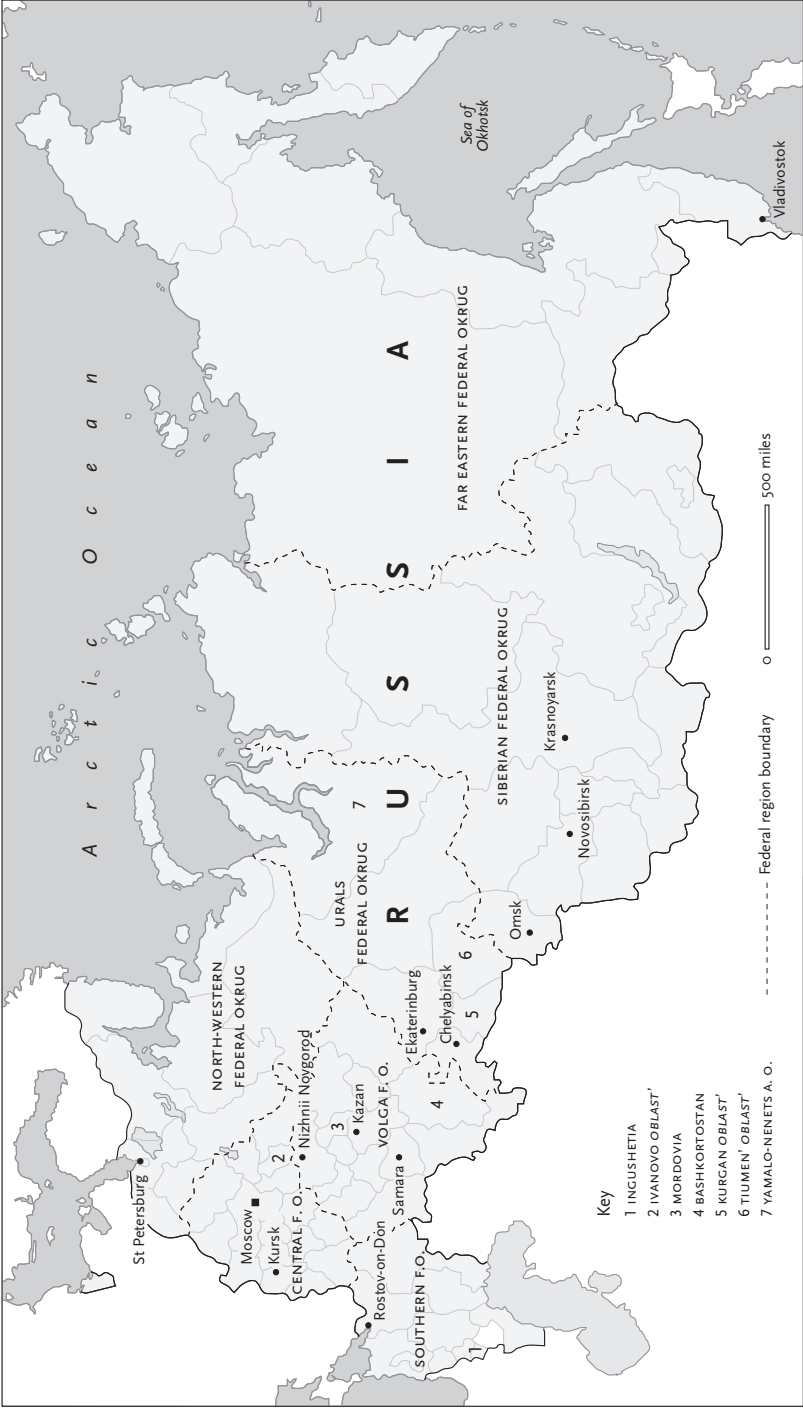 Arctic Ocean
Sea of
Okhotsk
RUSSIA
NORTH-WESTERN
FEDERAL OKRUG
URALS
FEDERAL OKRUG
7
FAR EASTERN FEDERAL OKRUG
SIBERIAN FEDERAL OKRUG
St Petersburg
Moscow
Kursk
CENTRAL F. O.
2
Nizhnii Novgorod
3
Kazan
VOLGA F. O.
Samara
4
Ekaterinburg
Chelyabinsk
5
6
Omsk
Novosibirsk
Krasnoyarsk
Vladivostok
Rostov-on-Don
SOUTHERN F.O.
1
Key
1 INGUSHETIA
2 IVANOVO OBLAST'
3 MORDOVIA
4 BASHKORTOSTAN
5 KURGAN OBLAST'
6 TIUMEN' OBLAST'
7 YAMALO-NENETS A. O.
Federal region boundary
0 500 miles